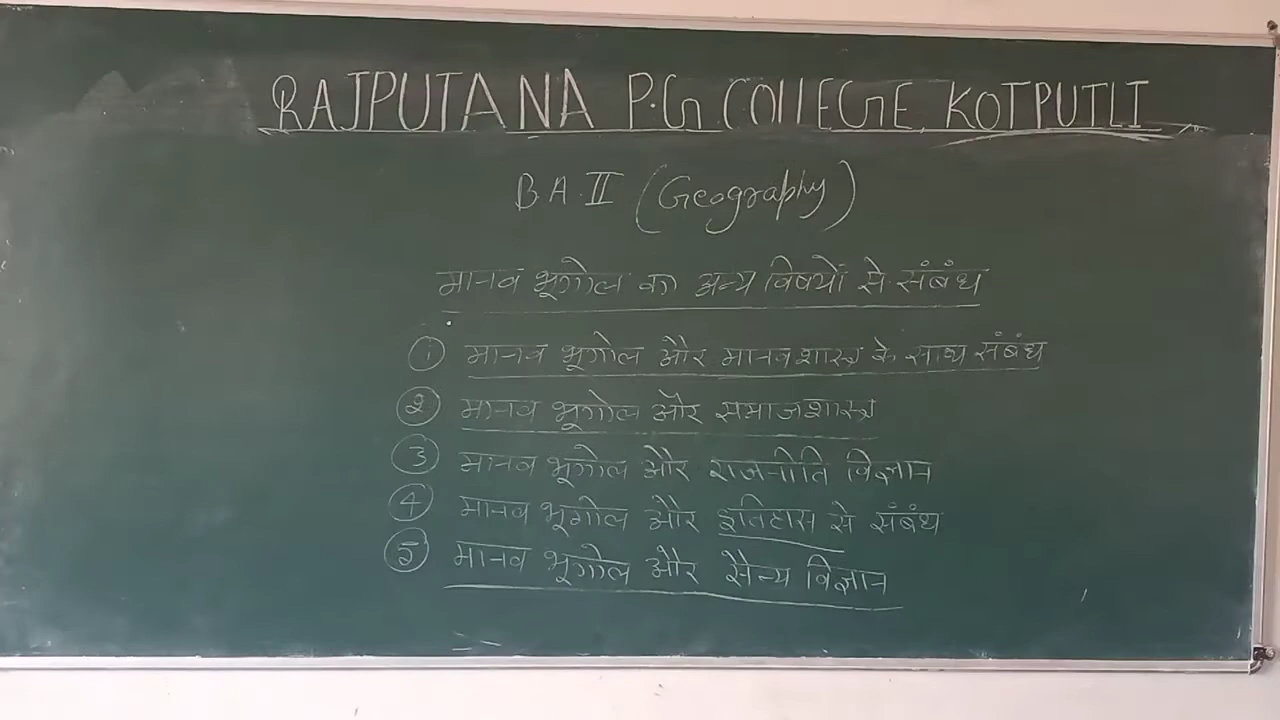 RAJPUTANA P.G. COLLEGE, KOTPUTLI
B.A. II (Geography)
मानव भूगोल का अन्य विषयों से संबंध
① मानव भूगोल और मानवशास्त्र के साथ संबंध
② मानव भूगोल और समाजशास्त्र
③ मानव भूगोल और राजनीति विज्ञान
④ मानव भूगोल और इतिहास से संबंध
⑤ मानव भूगोल और सैन्य विज्ञान